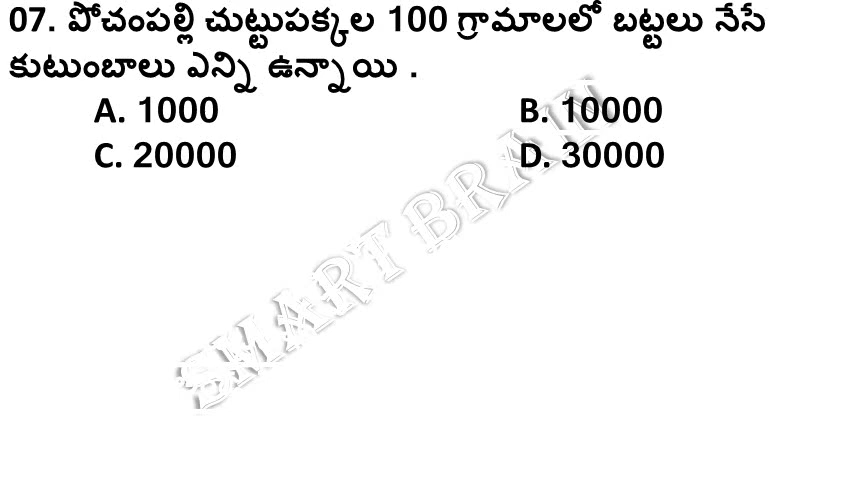 07. పోచంపల్లి చుట్టుపక్కల 100 గ్రామాలలో బట్టలు నేసే
కుటుంబాలు ఎన్ని ఉన్నాయి .
A. 1000 B. 10000
C. 20000 D. 30000
SMART BRAIN